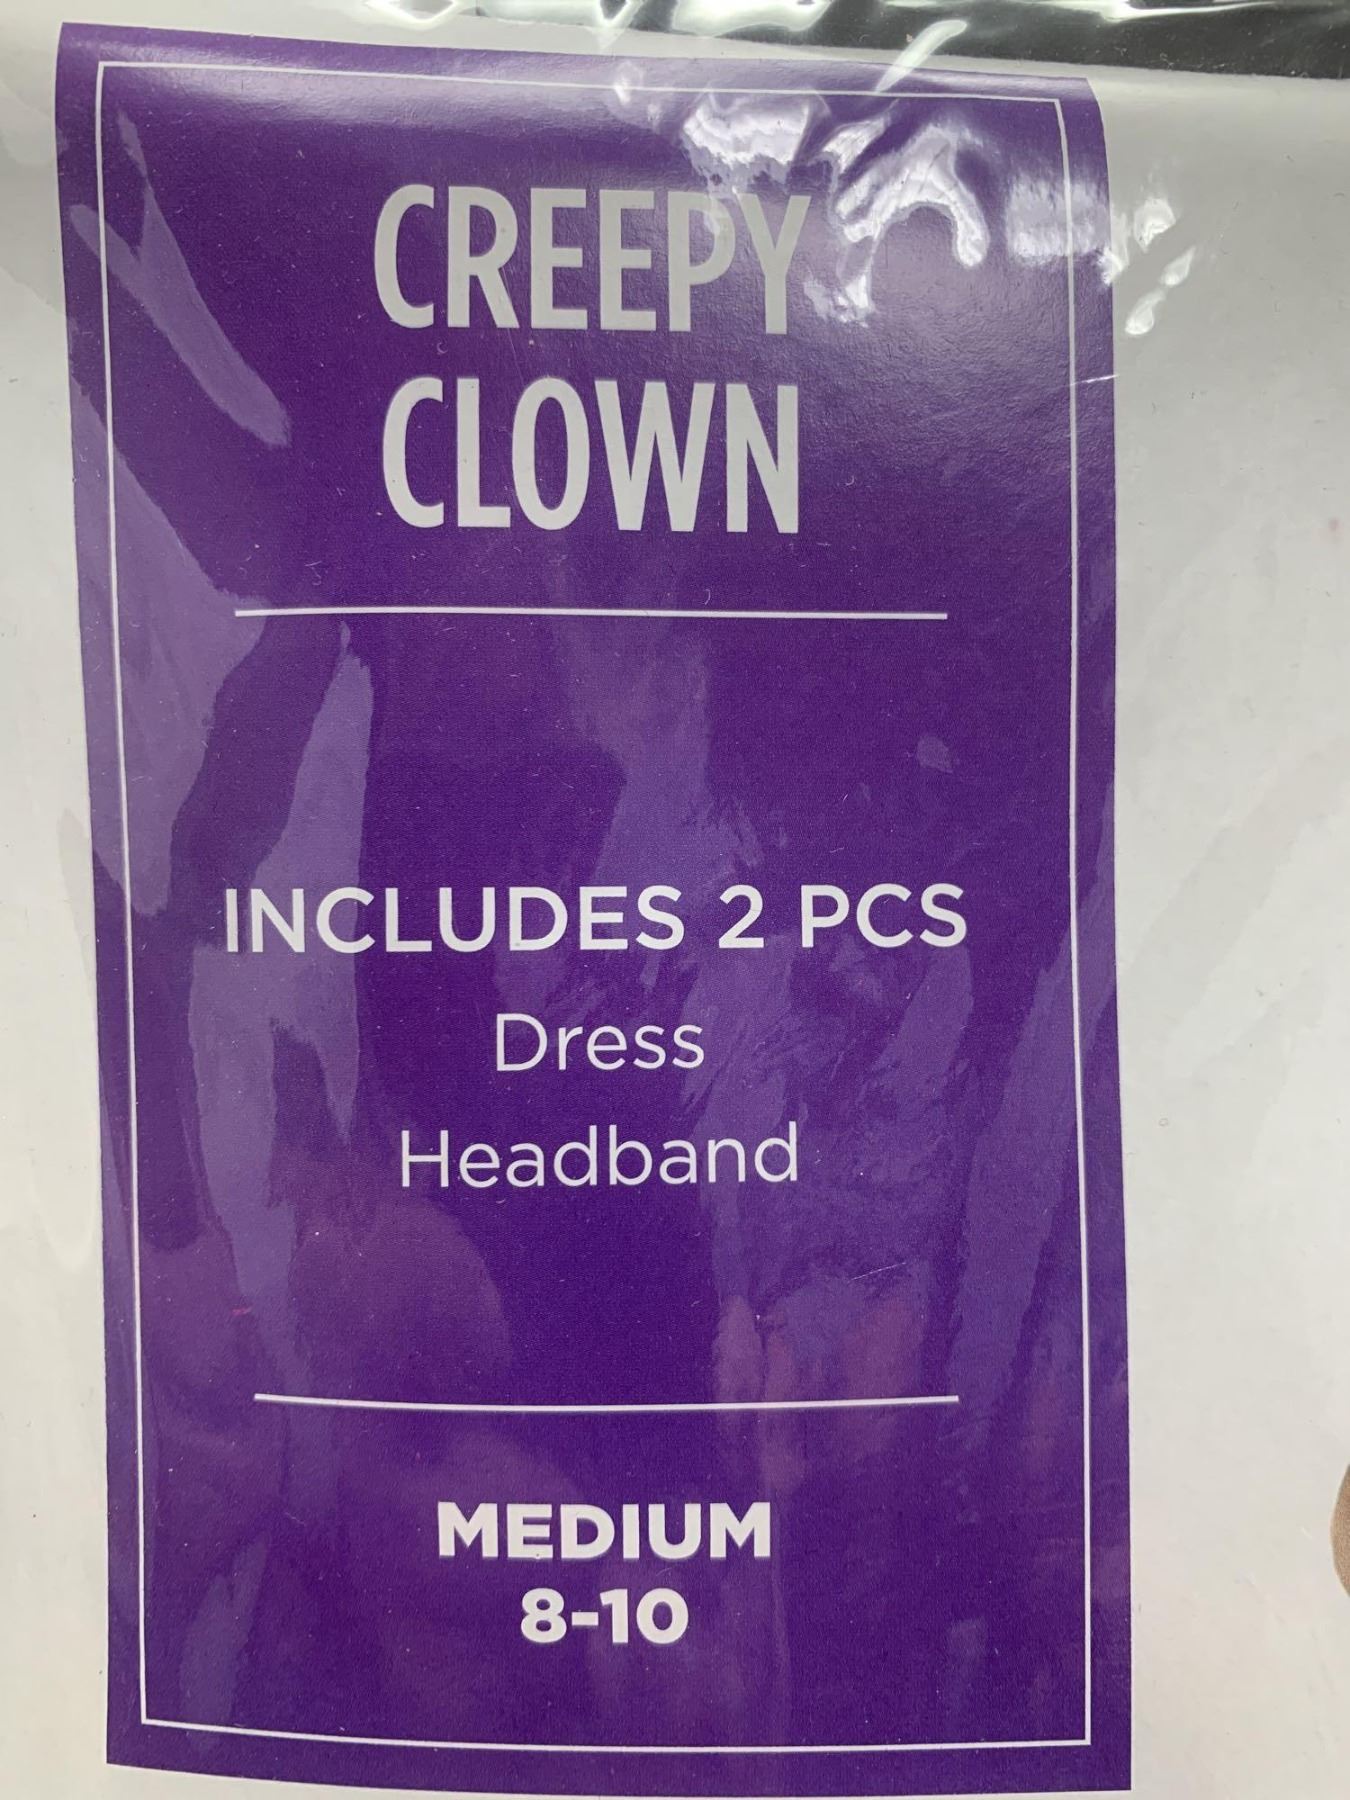 CREEPY
CLOWN
INCLUDES 2 PCS
Dress
Headband
MEDIUM
8-10